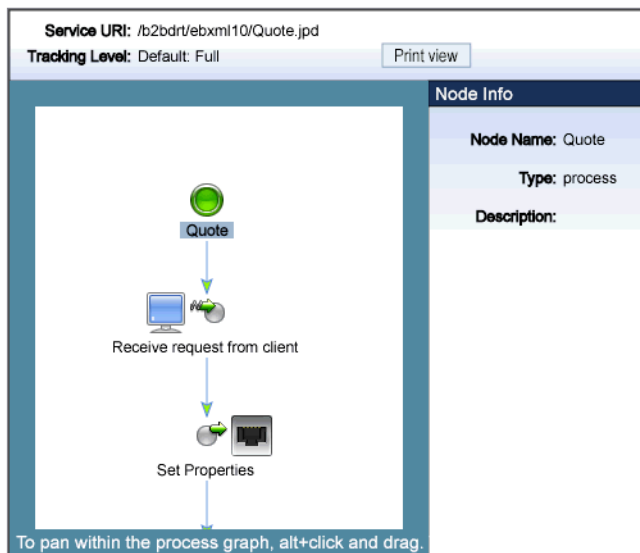 Service URI: /b2bdrt/ebxml10/Quote.jpd
Tracking Level: Default: Full
Print view
Node Info
Node Name: Quote
Type: process
Description:
Quote
Receive request from client
Set Properties
To pan within the process graph, alt+click and drag.